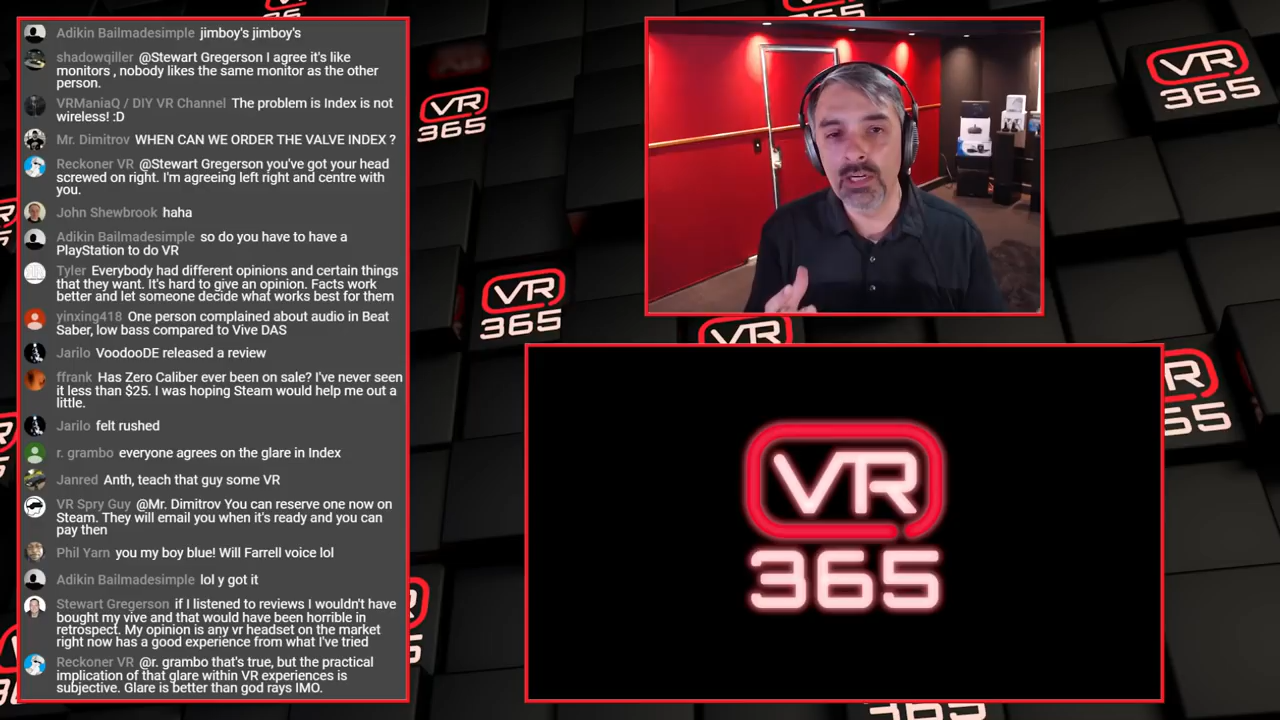 Adikin Bailmadesimple jimboy's jimboy's
shadowqiller @Stewart Gregerson I agree it's like
monitors , nobody likes the same monitor as the other
person.
VRManiaQ / DIY VR Channel The problem is Index is not
wireless! :D
Mr. Dimitrov WHEN CAN WE ORDER THE VALVE INDEX ?
Reckoner VR @Stewart Gregerson you've got your head
screwed on right. I'm agreeing left right and centre with
you.
John Shewbrook haha
Adikin Bailmadesimple so do you have to have a
PlayStation to do VR
Tyler Everybody had different opinions and certain things
that they want. It's hard to give an opinion. Facts work
better and let someone decide what works best for them
yinxing418 One person complained about audio in Beat
Saber, low bass compared to Vive DAS
Jarilo VoodooDE released a review
ffrank Has Zero Caliber ever been on sale? I've never seen
it less than $25. I was hoping Steam would help me out a
little.
Jarilo felt rushed
r. grambo everyone agrees on the glare in Index
Janred Anth, teach that guy some VR
VR Spry Guy @Mr. Dimitrov You can reserve one now on
Steam. They will email you when it's ready and you can
pay then
Phil Yarn you my boy blue! Will Farrell voice lol
Adikin Bailmadesimple lol y got it
Stewart Gregerson if I listened to reviews I wouldn't have
bought my vive and that would have been horrible in
retrospect. My opinion is any vr headset on the market
right now has a good experience from what I've tried
Reckoner VR @r. grambo that's true, but the practical
implication of that glare within VR experiences is
subjective. Glare is better than god rays IMO.
VR
365
VR
365
VR
365
VR
VR
365